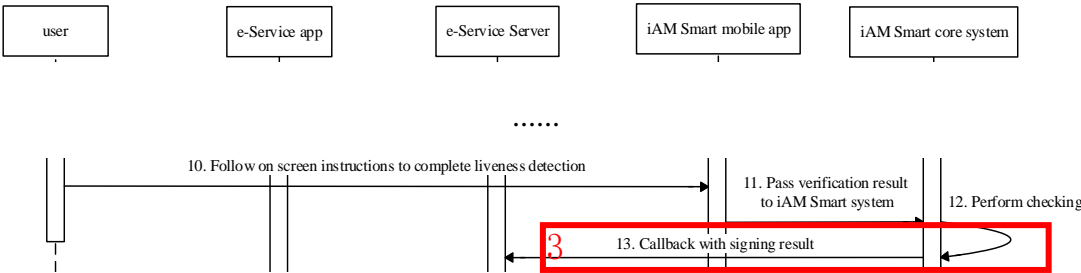 user
e-Service app
e-Service Server
iAM Smart mobile app
iAM Smart core system
......
10. Follow on screen instructions to complete liveness detection
11. Pass verification result
to iAM Smart system
12. Perform checking
3
13. Callback with signing result